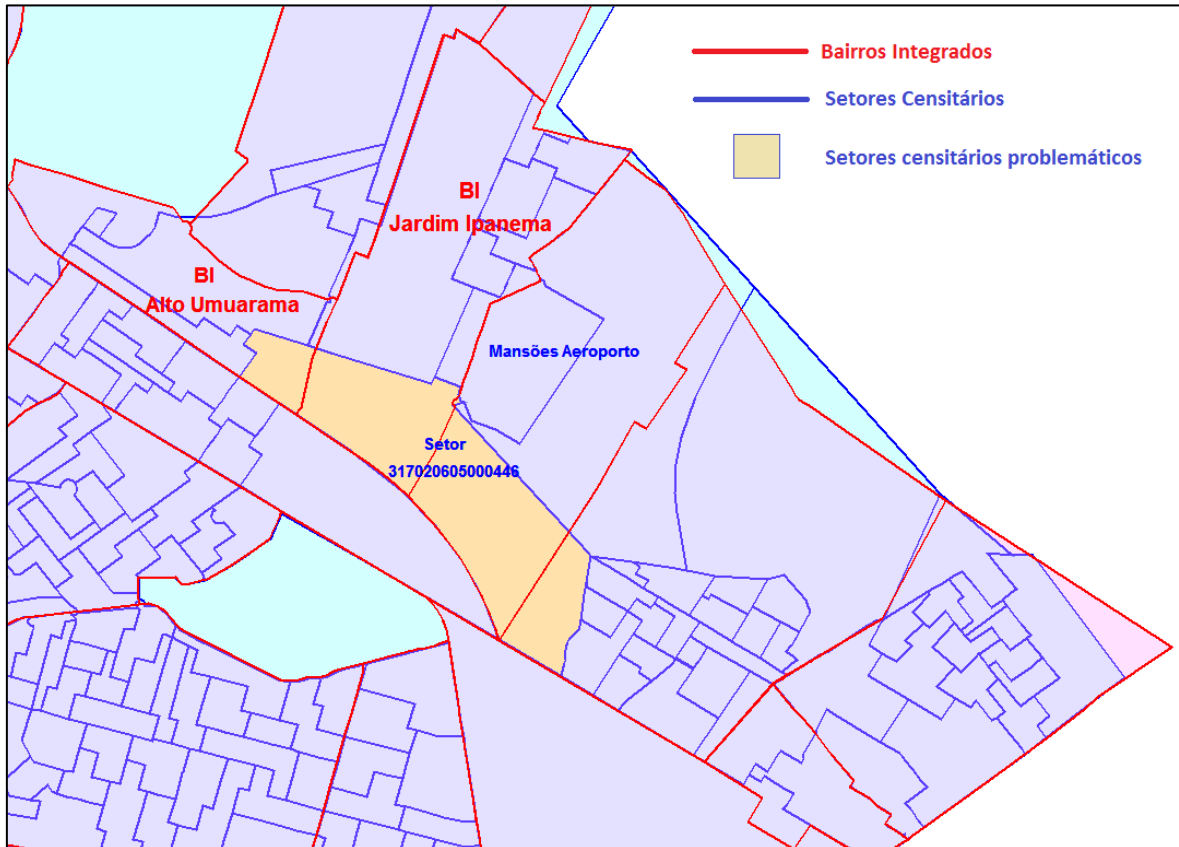 Bairros Integrados
Setores Censitários
Setores censitários problemáticos
BI
Jardim Ipanema
BI
Alto Umuarama
Mansões Aeroporto
Setor
317020605000446